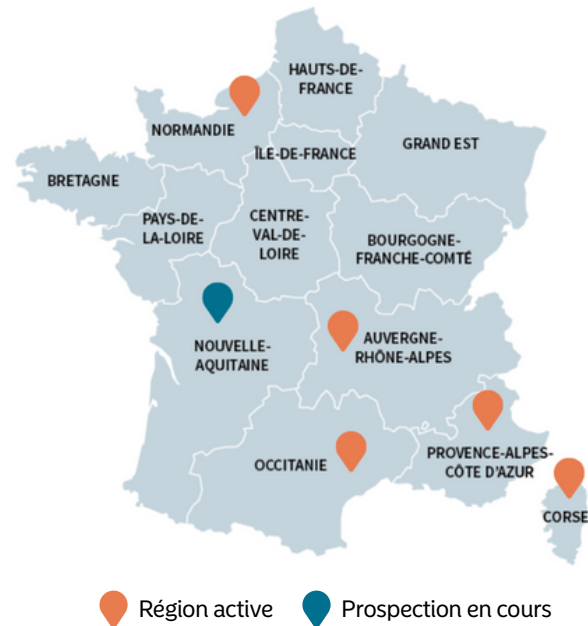 HAUTS-DE-
FRANCE
NORMANDIE
ÎLE-DE-FRANCE
GRAND EST
BRETAGNE
PAYS-DE-
LA-LOIRE
CENTRE-
VAL-DE-
LOIRE
BOURGOGNE-
FRANCHE-COMTÉ
NOUVELLE-
AQUITAINE
AUVERGNE-
RHÔNE-ALPES
OCCITANIE
PROVENCE-ALPES-
CÔTE D'AZUR
CORSE
Région active
Prospection en cours